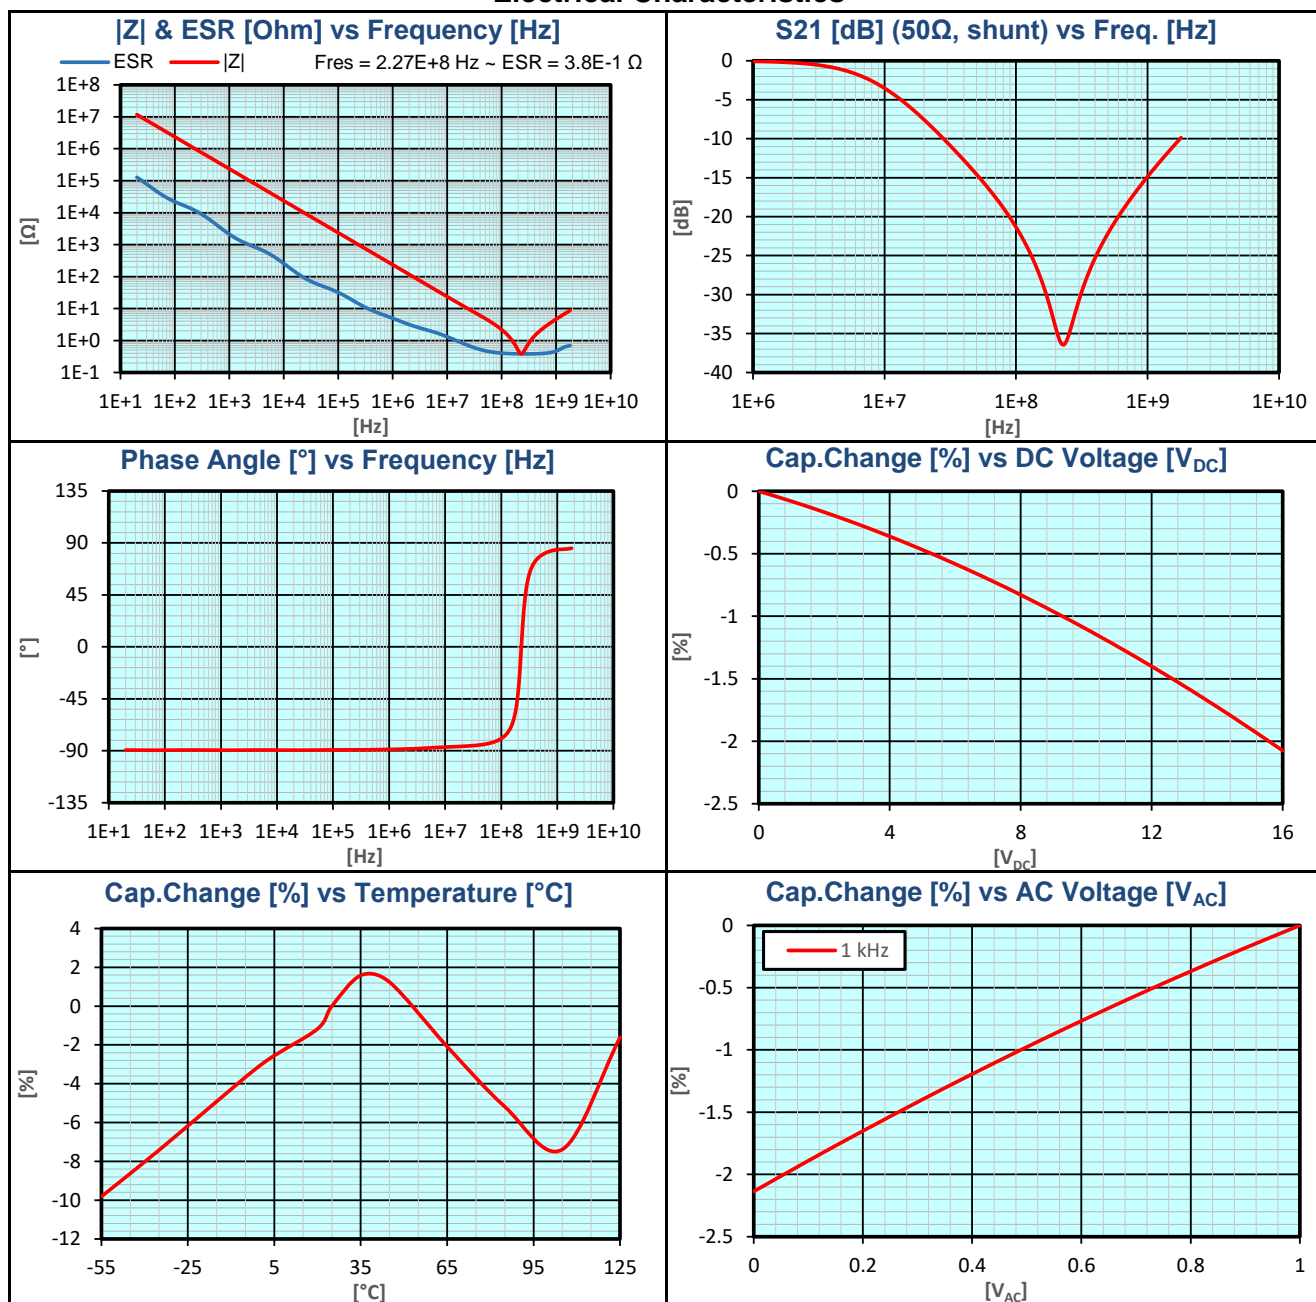 Electrical Characteristics
|Z| & ESR [Ohm] vs Frequency [Hz]
ESR |Z| Fres = 2.27E+8 Hz ~ ESR = 3.8E-1 Ω
1E+8
1E+7
1E+6
1E+5
1E+4
1E+3
1E+2
1E+1
1E+0
1E-1
[Ω]
1E+1 1E+2 1E+3 1E+4 1E+5 1E+6 1E+7 1E+8 1E+9 1E+10
[Hz]
S21 [dB] (50Ω, shunt) vs Freq. [Hz]
0
-5
-10
-15
-20
-25
-30
-35
-40
[dB]
1E+6 1E+7 1E+8 1E+9 1E+10
[Hz]
Phase Angle [°] vs Frequency [Hz]
135
90
45
0
-45
-90
-135
[°]
1E+1 1E+2 1E+3 1E+4 1E+5 1E+6 1E+7 1E+8 1E+9 1E+10
[Hz]
Cap.Change [%] vs DC Voltage [VDC]
0
-0.5
-1
-1.5
-2
-2.5
[%]
0 4 8 12 16
[VDC]
Cap.Change [%] vs Temperature [°C]
4
2
0
-2
-4
-6
-8
-10
-12
[%]
-55 -25 5 35 65 95 125
[°C]
Cap.Change [%] vs AC Voltage [VAC]
1 kHz
0
-0.5
-1
-1.5
-2
-2.5
[%]
0 0.2 0.4 0.6 0.8 1
[VAC]